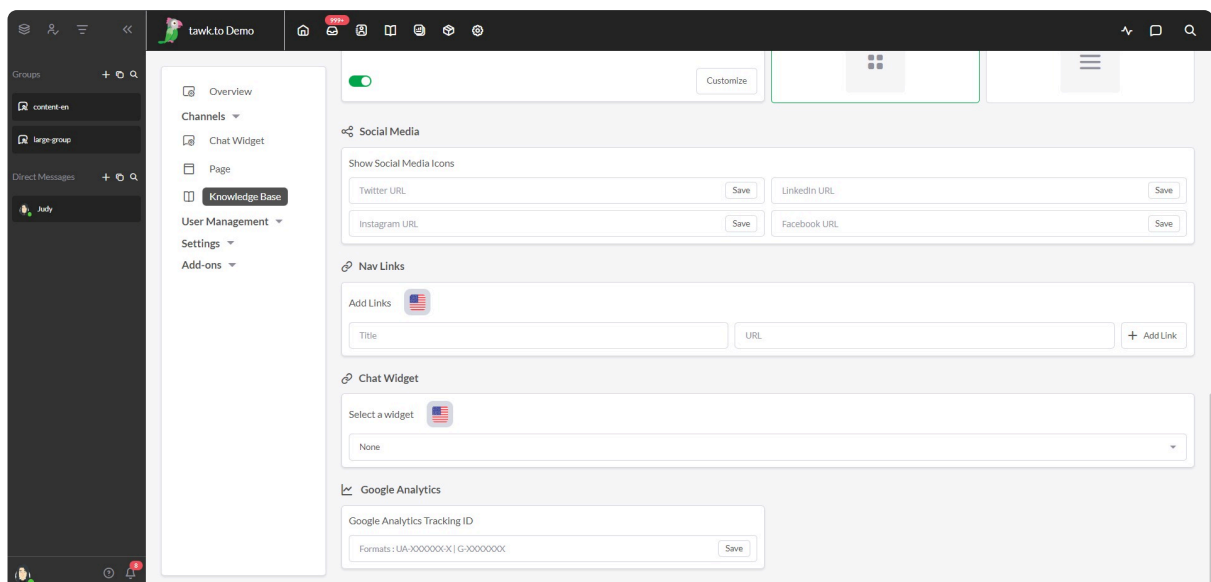 tawk.to Demo
999+
Groups
content-en
large-group
Direct Messages
Judy
8
Overview
Channels
Chat Widget
Page
Knowledge Base
User Management
Settings
Add-ons
Customize
Social Media
Show Social Media Icons
Twitter URL Save
LinkedIn URL Save
Instagram URL Save
Facebook URL Save
Nav Links
Add Links
Title
URL
+ Add Link
Chat Widget
Select a widget
None
Google Analytics
Google Analytics Tracking ID
Formats : UA-XXXXXX-X | G-XXXXXXX Save